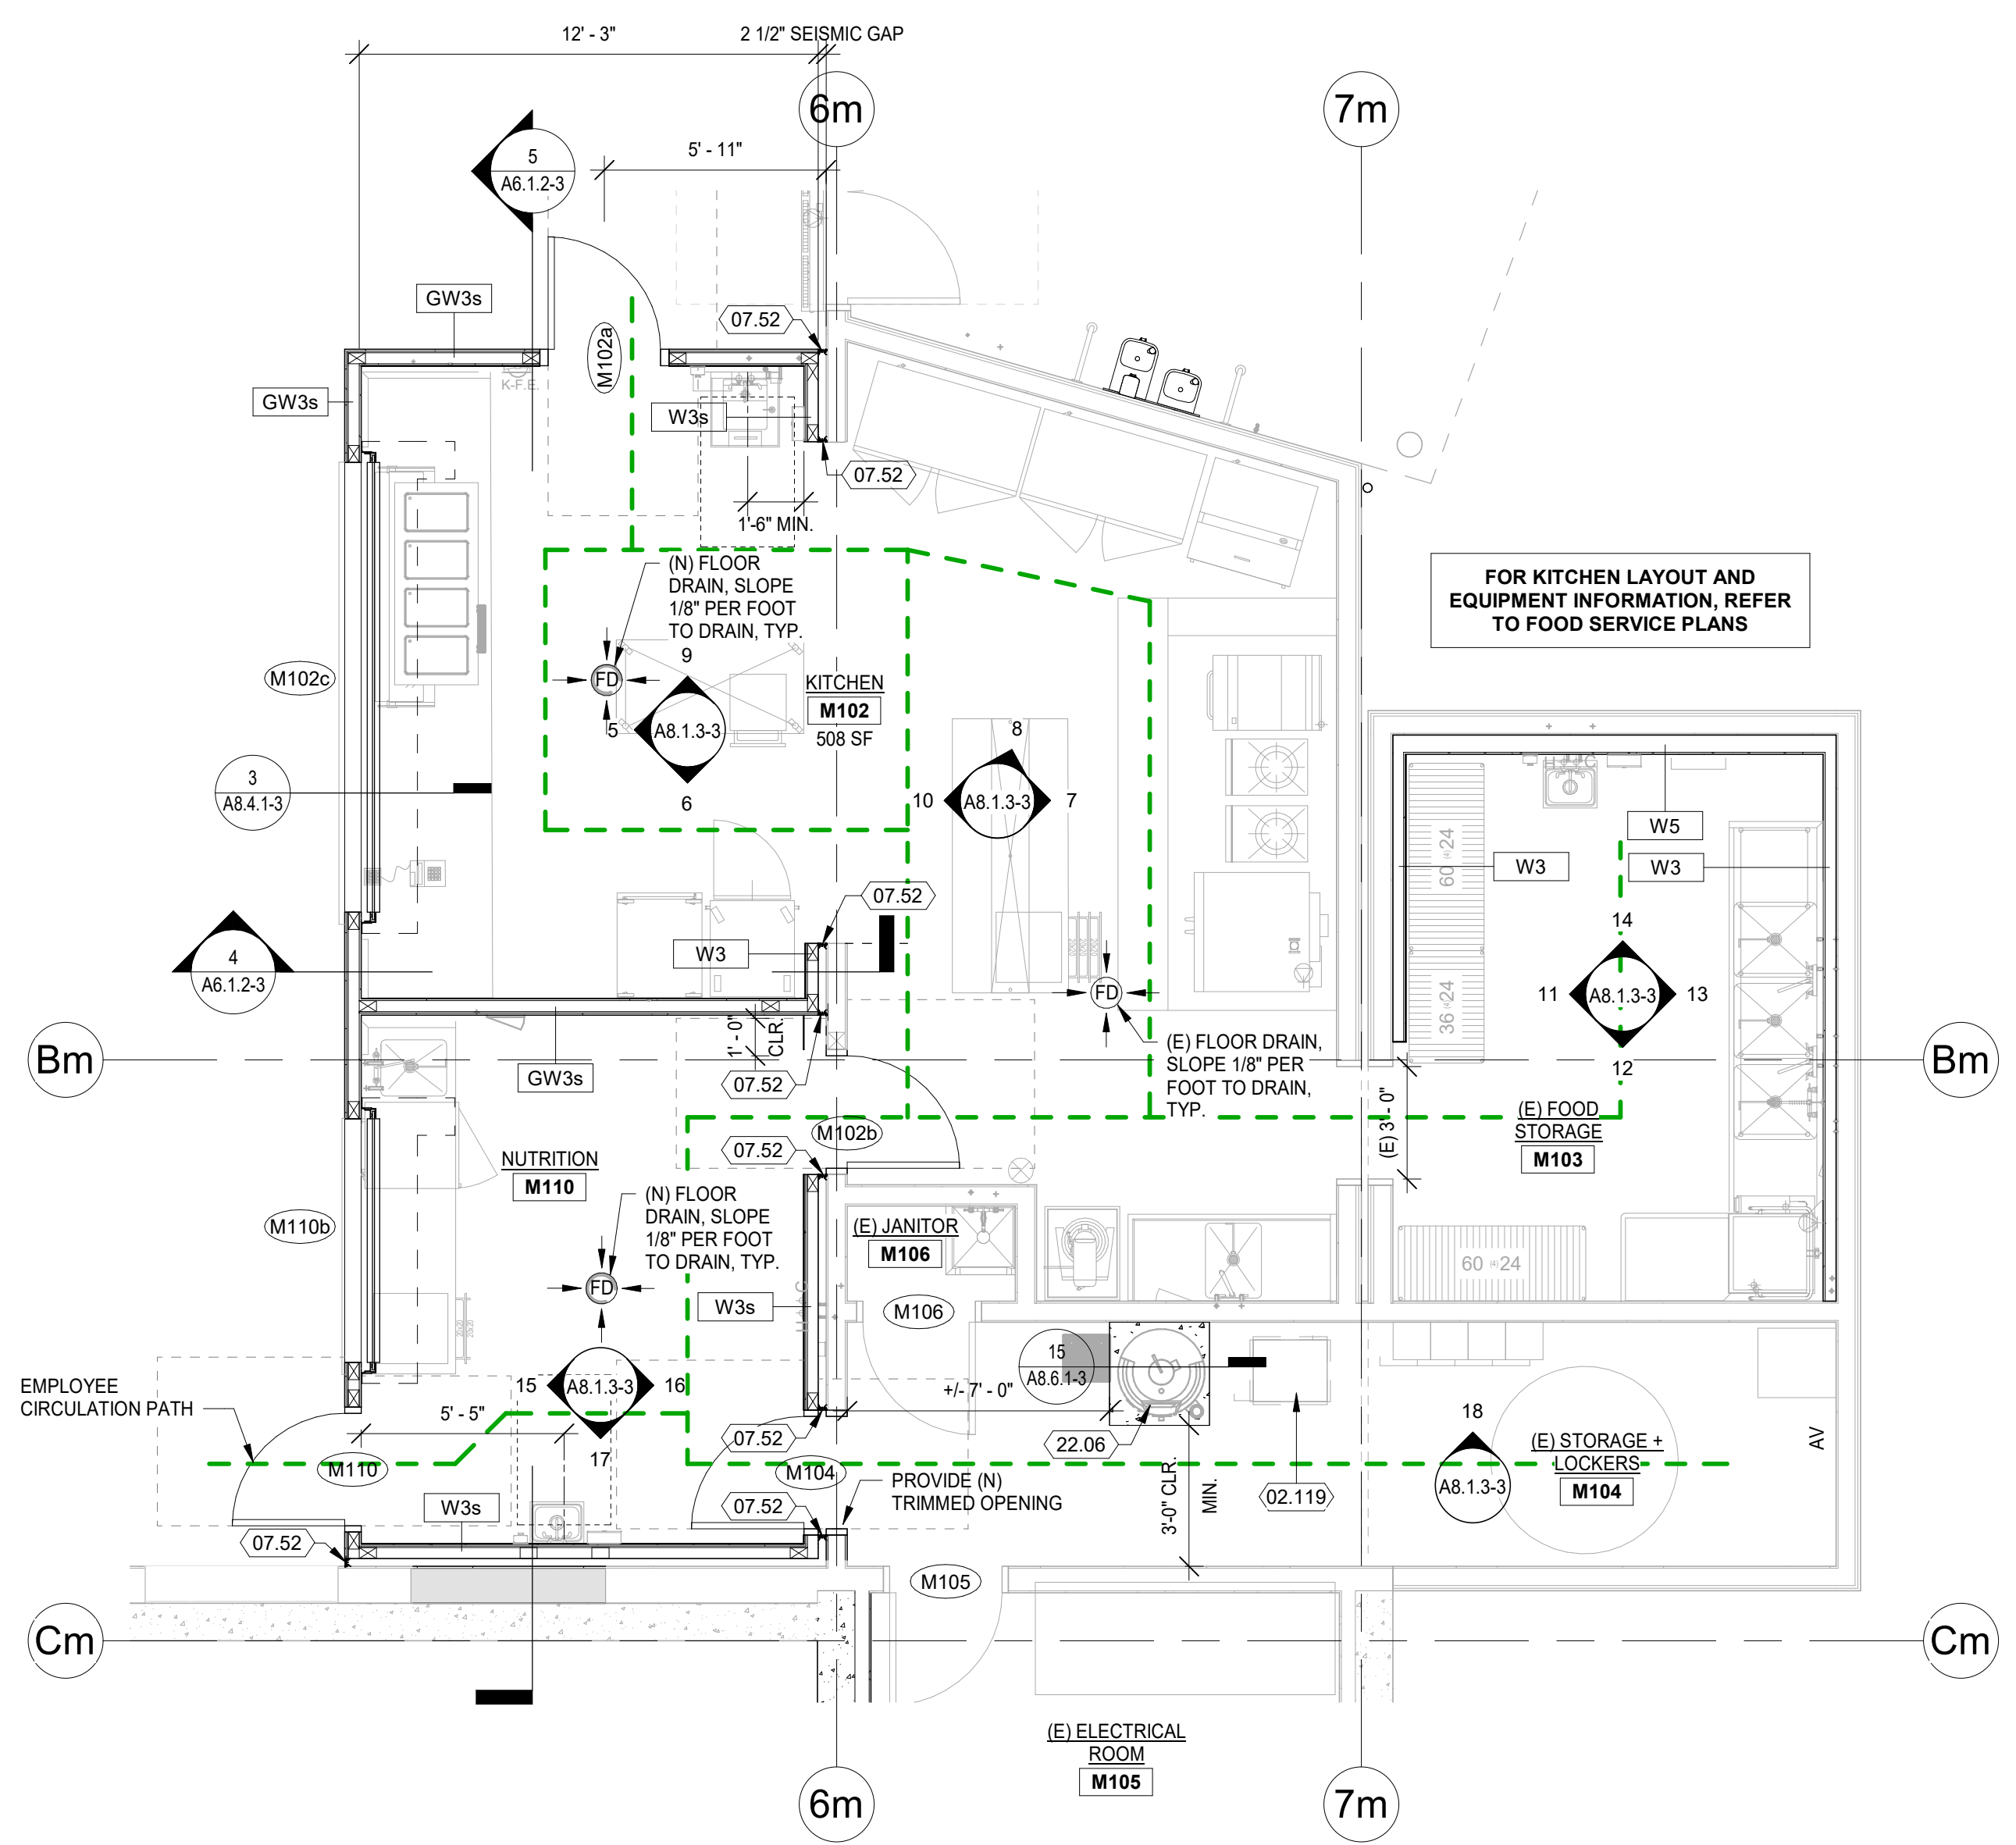 12' - 3"
2 1/2" SEISMIC GAP
6m
7m
5' - 11"
5
A6.1.2-3
GW3s
07.52
M102a
K-F.E.
GW3s
W3s
07.52
1'-6" MIN.
(N) FLOOR
DRAIN, SLOPE
1/8" PER FOOT
TO DRAIN, TYP.
FOR KITCHEN LAYOUT AND
EQUIPMENT INFORMATION, REFER
TO FOOD SERVICE PLANS
M102c
FD
9
5
A8.1.3-3
6
KITCHEN
M102
508 SF
8
10
A8.1.3-3
7
3
A8.4.1-3
W5
W3
W3
60 (4) 24
36 (4) 24
07.52
W3
4
A6.1.2-3
14
11
A8.1.3-3
13
12
FD
(E) FLOOR DRAIN,
SLOPE 1/8" PER
FOOT TO DRAIN,
TYP.
Bm
Bm
1' - 0"
CLR.
GW3s
07.52
(E) 3' - 0"
(E) FOOD
STORAGE
M103
M102b
07.52
NUTRITION
M110
(N) FLOOR
DRAIN, SLOPE
1/8" PER FOOT
TO DRAIN, TYP.
M110b
FD
(E) JANITOR
M106
M106
W3s
60 (4) 24
15
A8.6.1-3
+/- 7' - 0"
15
A8.1.3-3
16
17
EMPLOYEE
CIRCULATION PATH
5' - 5"
07.52
22.06
M110
M104
PROVIDE (N)
TRIMMED OPENING
3'-0" CLR.
MIN.
02.119
18
A8.1.3-3
(E) STORAGE +
LOCKERS
M104
AV
W3s
07.52
07.52
M105
Cm
Cm
(E) ELECTRICAL
ROOM
M105
6m
7m